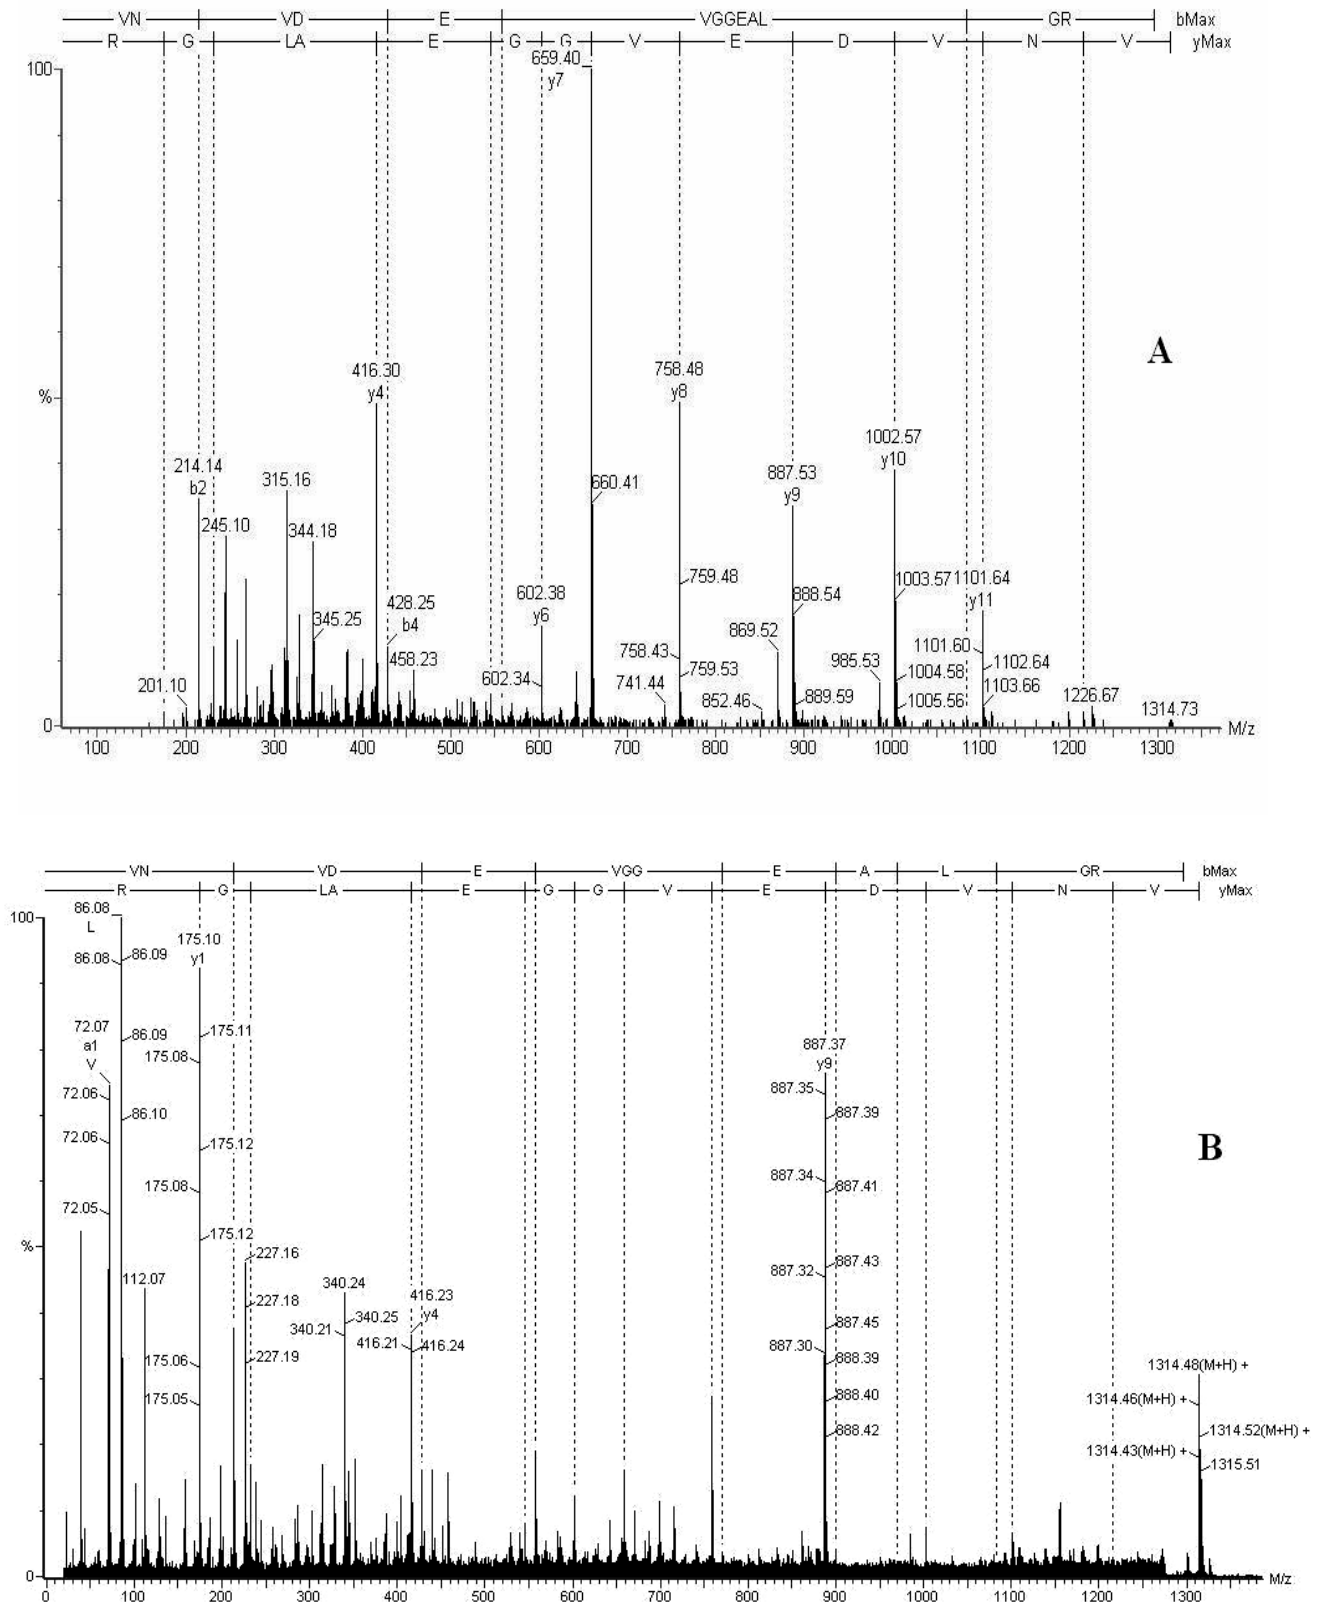 VN VD E VGGEAL GR bMax
R G LA E G G V E D V N V yMax
100
659.40
y7
A
416.30
y4
758.48
y8
%
1002.57
y10
214.14
b2
315.16
887.53
y9
660.41
245.10
344.18
759.48
1003.57
1101.64
y11
602.38
y6
888.54
428.25
b4
345.25
869.52
758.43
1101.60
1102.64
458.23
985.53
1004.58
602.34
759.53
201.10
741.44
852.46
889.59
1005.56
1103.66
1226.67
1314.73
0
100 200 300 400 500 600 700 800 900 1000 1100 1200 1300 M/z
VN VD E VGG E A L GR bMax
R G LA E G G V E D V N V yMax
86.08
L
100
175.10
y1
86.08
86.09
72.07
a1
V
86.09
175.11
175.08
887.37
y9
72.06
887.35
86.10
887.39
72.06
175.12
B
887.34
175.08
887.41
72.05
175.12
%
227.16
887.43
112.07
340.24
887.32
416.23
y4
227.18
340.25
887.45
340.21
416.21
416.24
887.30
227.19
888.39
1314.48(M+H) +
175.06
888.40
1314.46(M+H) +
175.05
888.42
1314.52(M+H) +
1314.43(M+H) +
1315.51
0
0 100 200 300 400 500 600 700 800 900 1000 1100 1200 1300 M/z